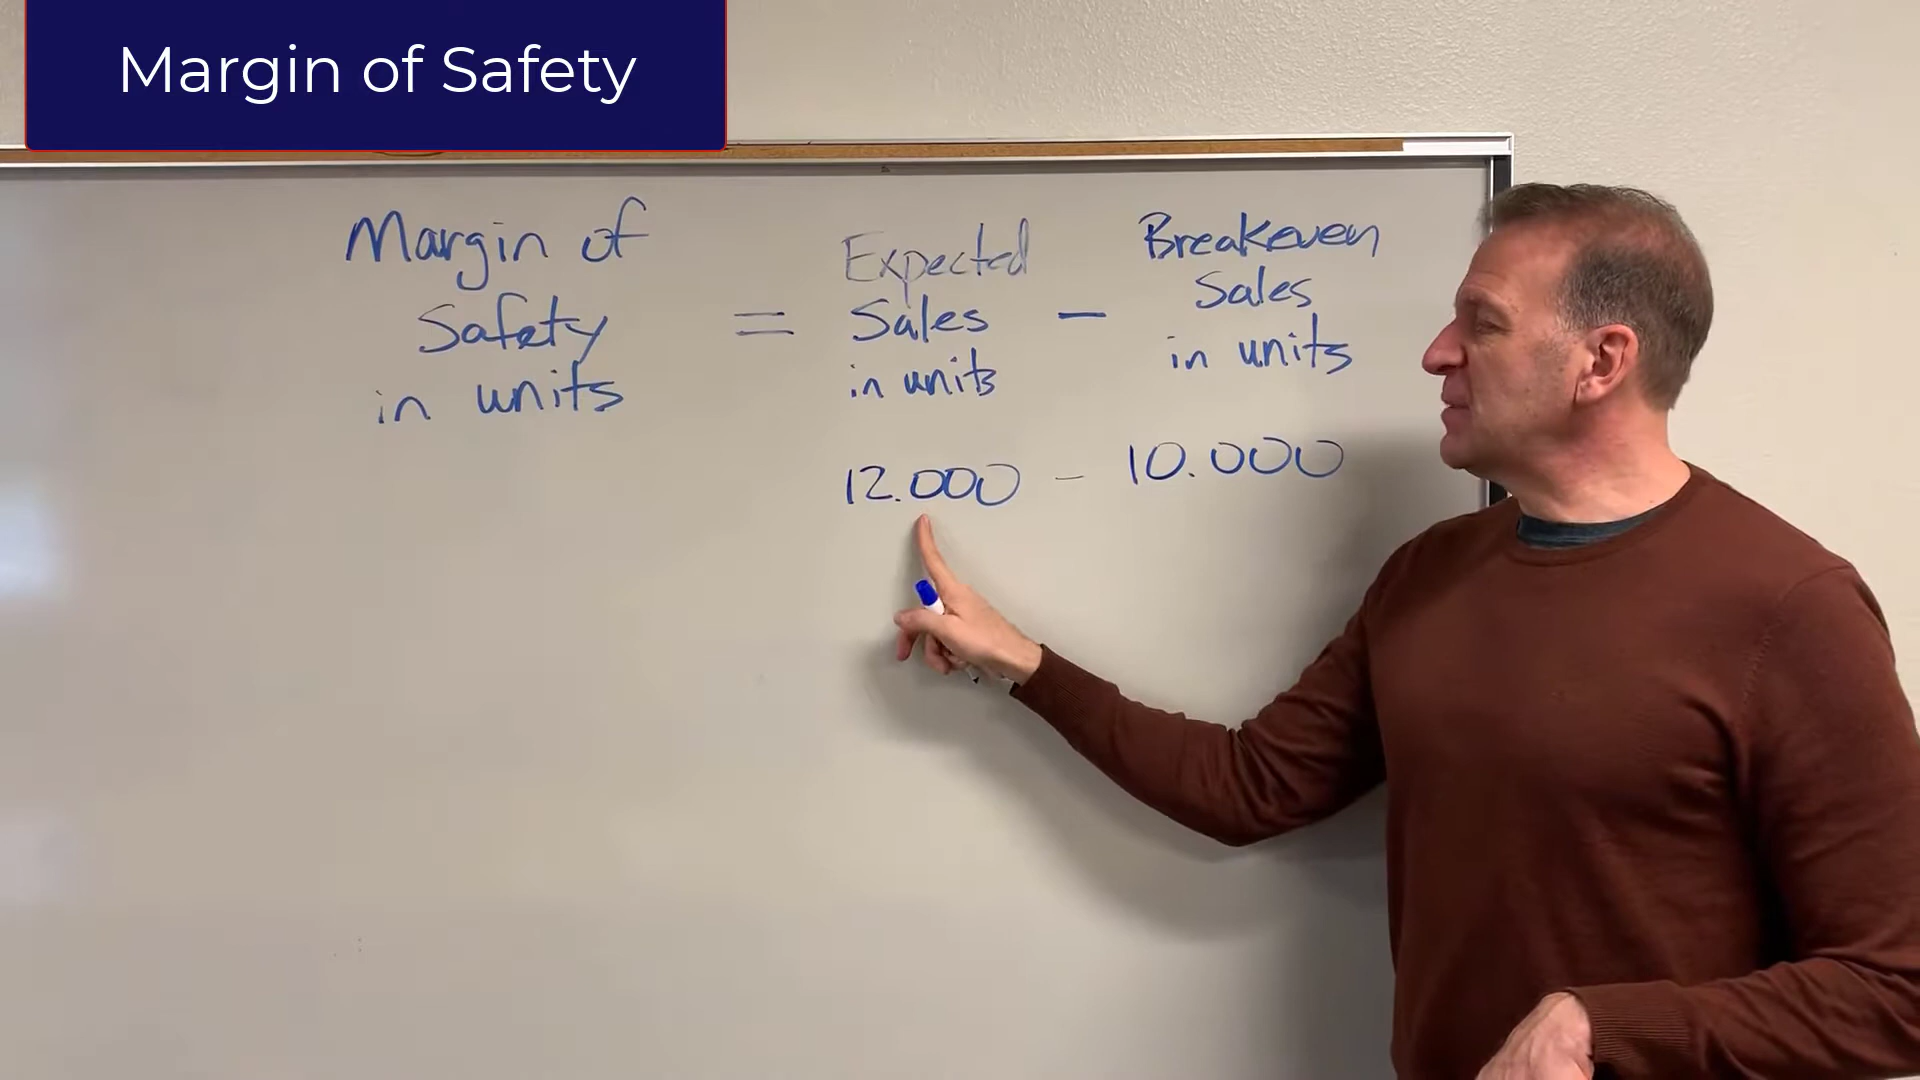 Margin of Safety
Margin of
Safety
in units
=
Expected
Sales
in units
-
Breakeven
Sales
in units
12.000 - 10.000